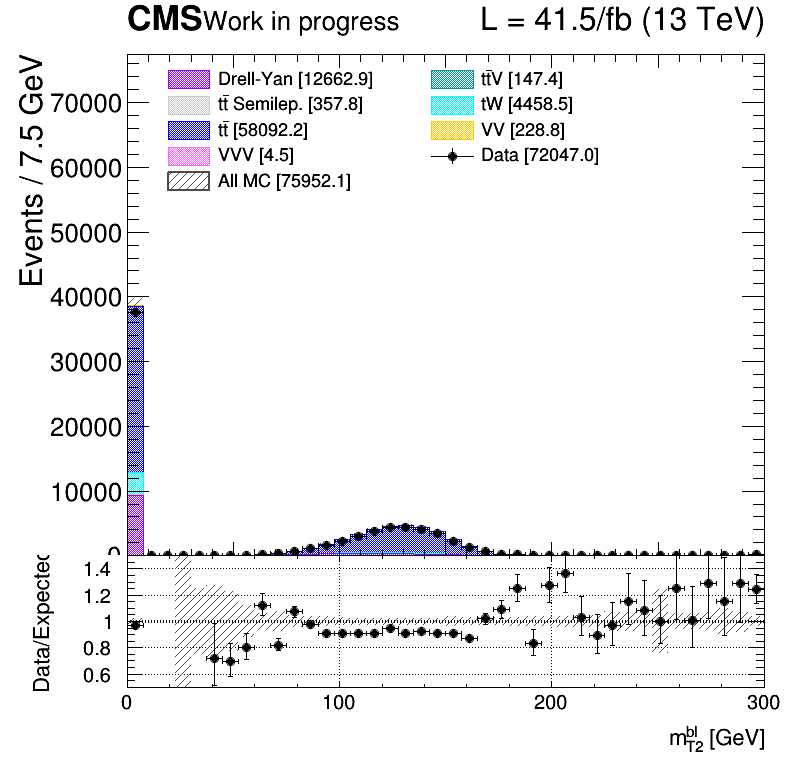 CMS Work in progress L = 41.5/fb (13 TeV)
Events / 7.5 GeV
Drell-Yan [12662.9]
tt̄ Semilep. [357.8]
tt̄ [58092.2]
VVV [4.5]
All MC [75952.1]
tt̄V [147.4]
tW [4458.5]
VV [228.8]
Data [72047.0]
70000
60000
50000
40000
30000
20000
10000
0
Data/Expected
1.4
1.2
1
0.8
0.6
0 100 200 300
m_{T2}^{bl} [GeV]